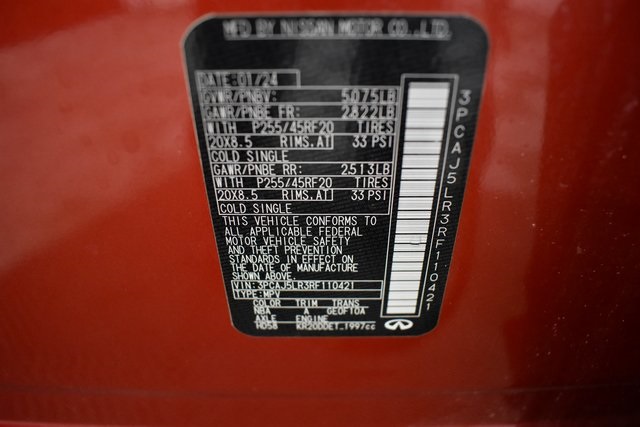 MFD BY NISSAN MOTOR CO.,LTD.
DATE:01/24
GVWR/PNBV: 5075LB
GAWR/PNBE FR: 2822LB
WITH P255/45RF20 TIRES
20X8.5 RIMS,AT 33 PSI
COLD SINGLE
GAWR/PNBE RR: 2513LB
WITH P255/45RF20 TIRES
20X8.5 RIMS,AT 33 PSI
COLD SINGLE
THIS VEHICLE CONFORMS TO
ALL APPLICABLE FEDERAL
MOTOR VEHICLE SAFETY
AND THEFT PREVENTION
STANDARDS IN EFFECT ON
THE DATE OF MANUFACTURE
SHOWN ABOVE.
VIN:3PCAJ5LR3RF110421
TYPE:MPV
COLOR TRIM TRANS
NBA A GE0F10A
AXLE ENGINE
HD58 KR20DDET 1997cc
3PCAJ5LR3RF110421